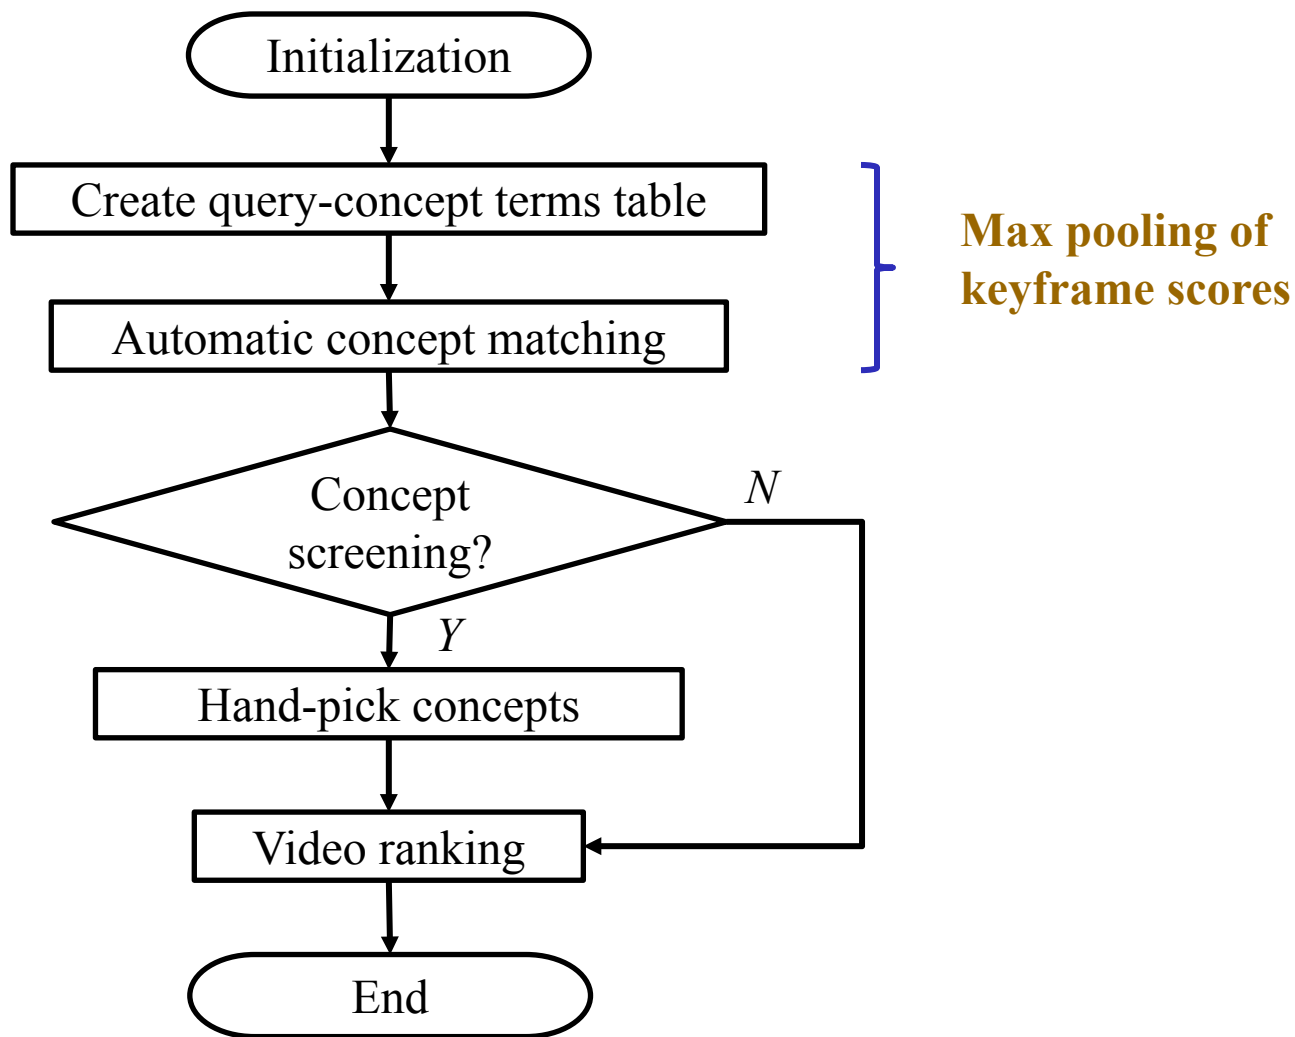 Initialization
Create query-concept terms table
Max pooling of
keyframe scores
Automatic concept matching
Concept
screening?
N
Y
Hand-pick concepts
Video ranking
End